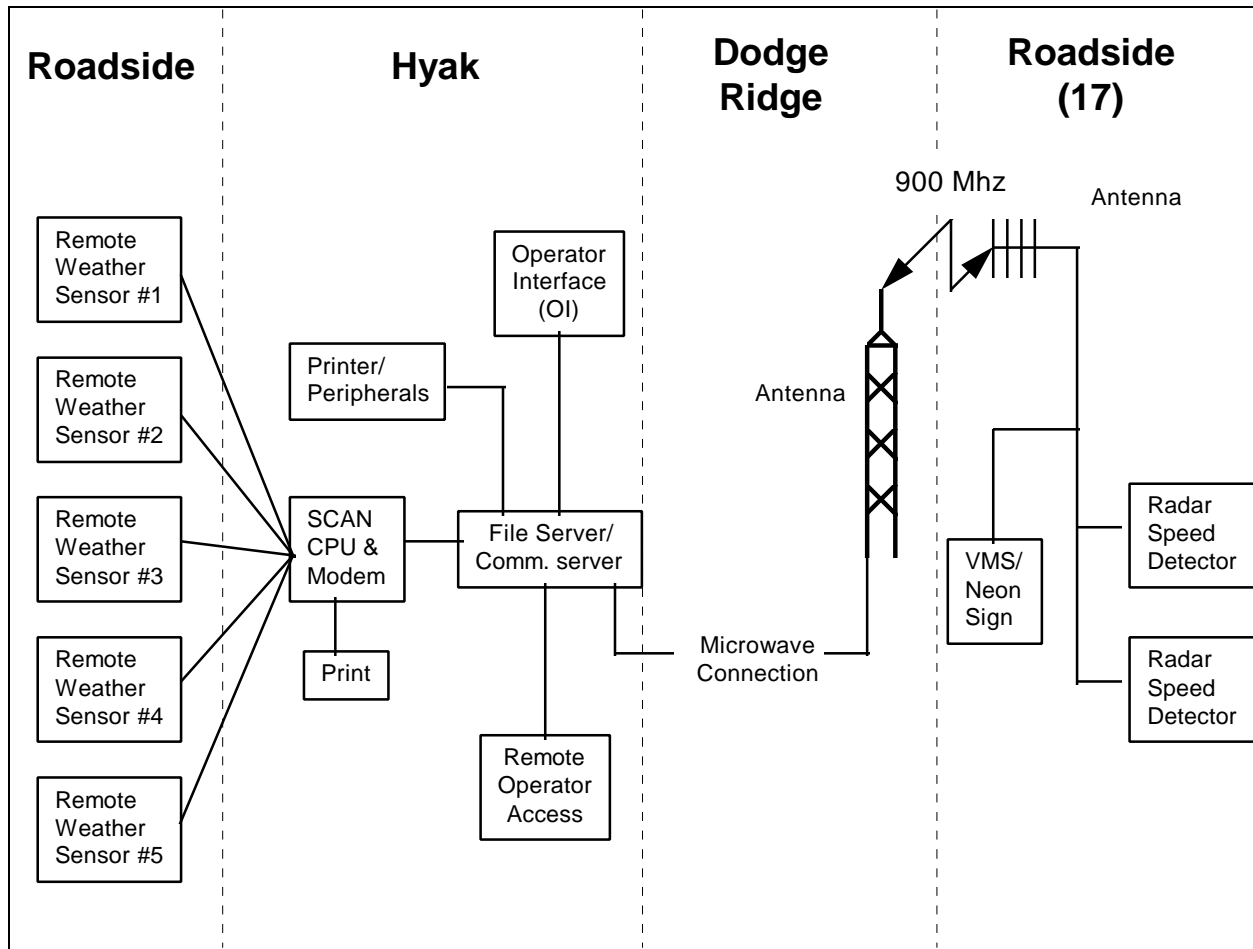 Roadside
Hyak
Dodge
Ridge
Roadside
(17)
Remote
Weather
Sensor #1
Remote
Weather
Sensor #2
Remote
Weather
Sensor #3
Remote
Weather
Sensor #4
Remote
Weather
Sensor #5
Operator
Interface
(OI)
Printer/
Peripherals
SCAN
CPU &
Modem
Print
File Server/
Comm. server
Remote
Operator
Access
Microwave
Connection
Antenna
900 Mhz
Antenna
VMS/
Neon
Sign
Radar
Speed
Detector
Radar
Speed
Detector